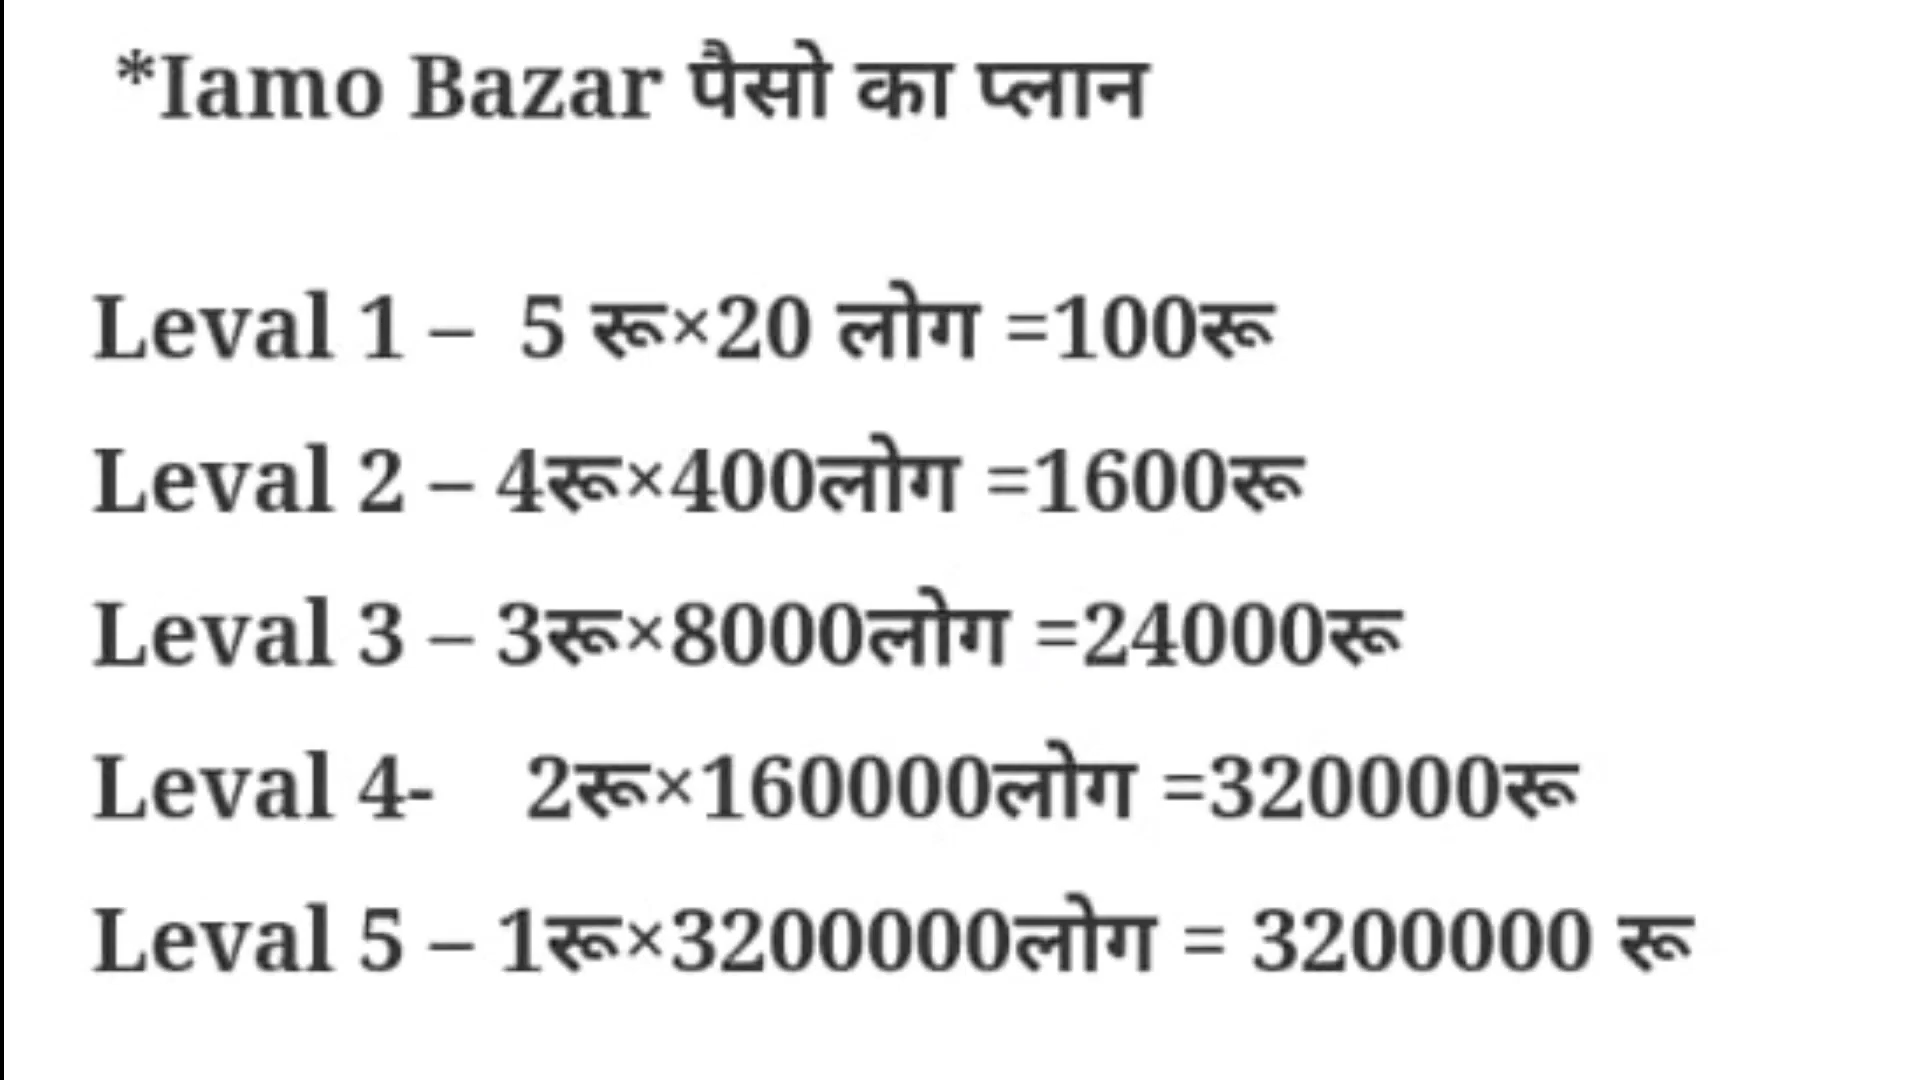 *Iamo Bazar पैसो का प्लान
Leval 1 –  5 रू×20 लोग =100रू
Leval 2 – 4रू×400लोग =1600रू
Leval 3 – 3रू×8000लोग =24000रू
Leval 4-    2रू×160000लोग =320000रू
Leval 5 – 1रू×3200000लोग = 3200000 रू